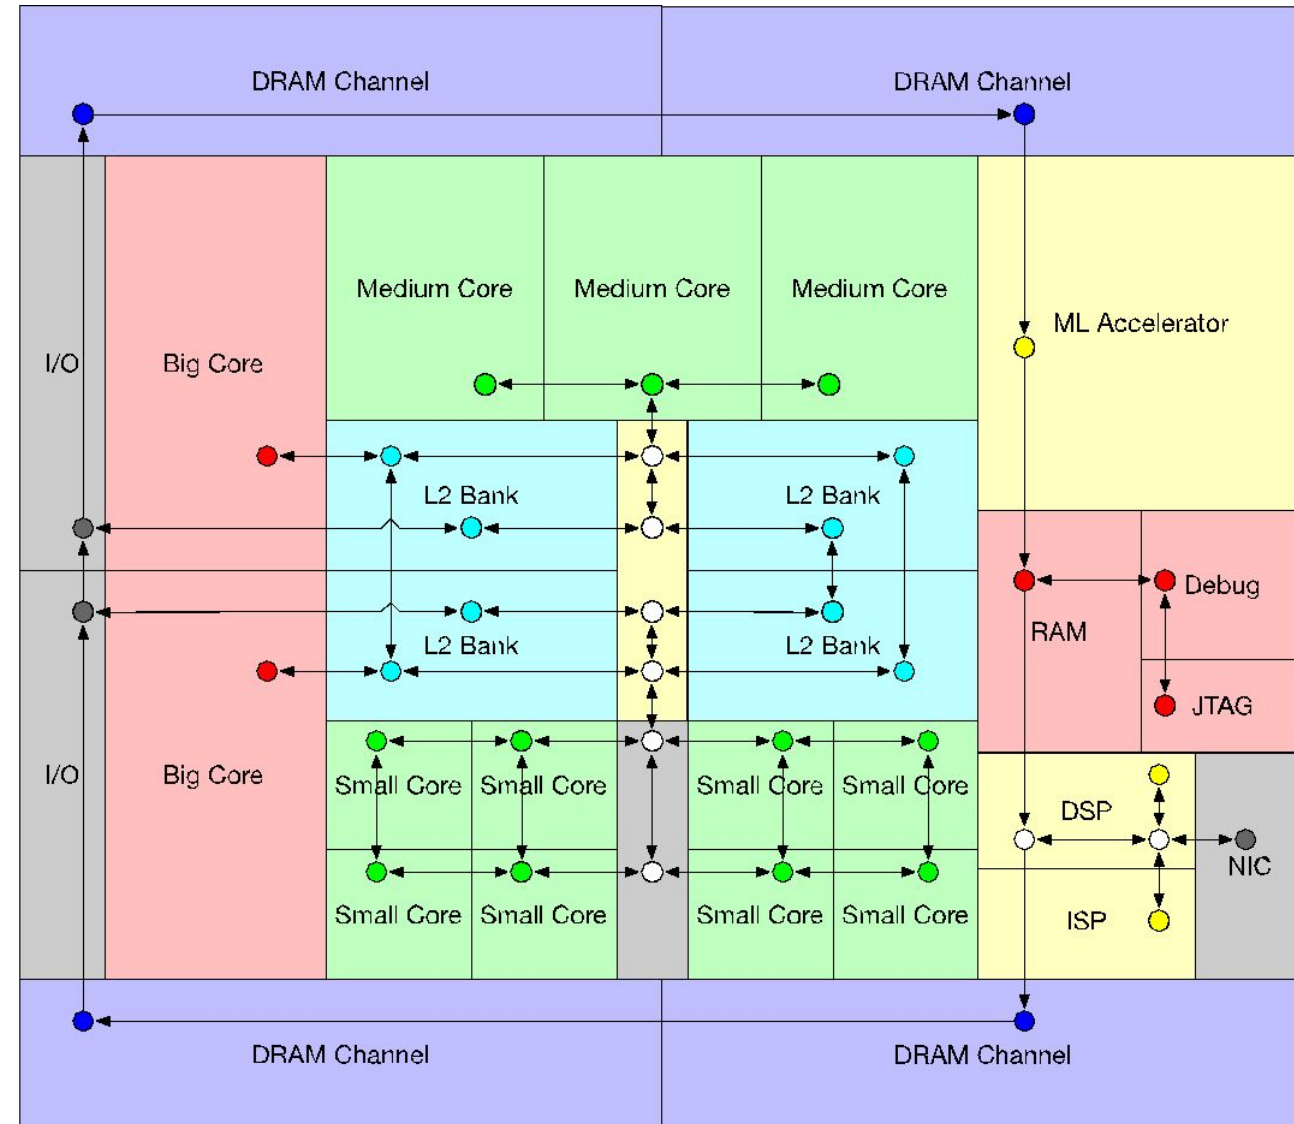 DRAM Channel
DRAM Channel
Medium Core
Medium Core
Medium Core
ML Accelerator
I/O
Big Core
L2 Bank
L2 Bank
Debug
RAM
L2 Bank
L2 Bank
JTAG
I/O
Big Core
Small Core
Small Core
Small Core
Small Core
DSP
NIC
Small Core
Small Core
Small Core
Small Core
ISP
DRAM Channel
DRAM Channel